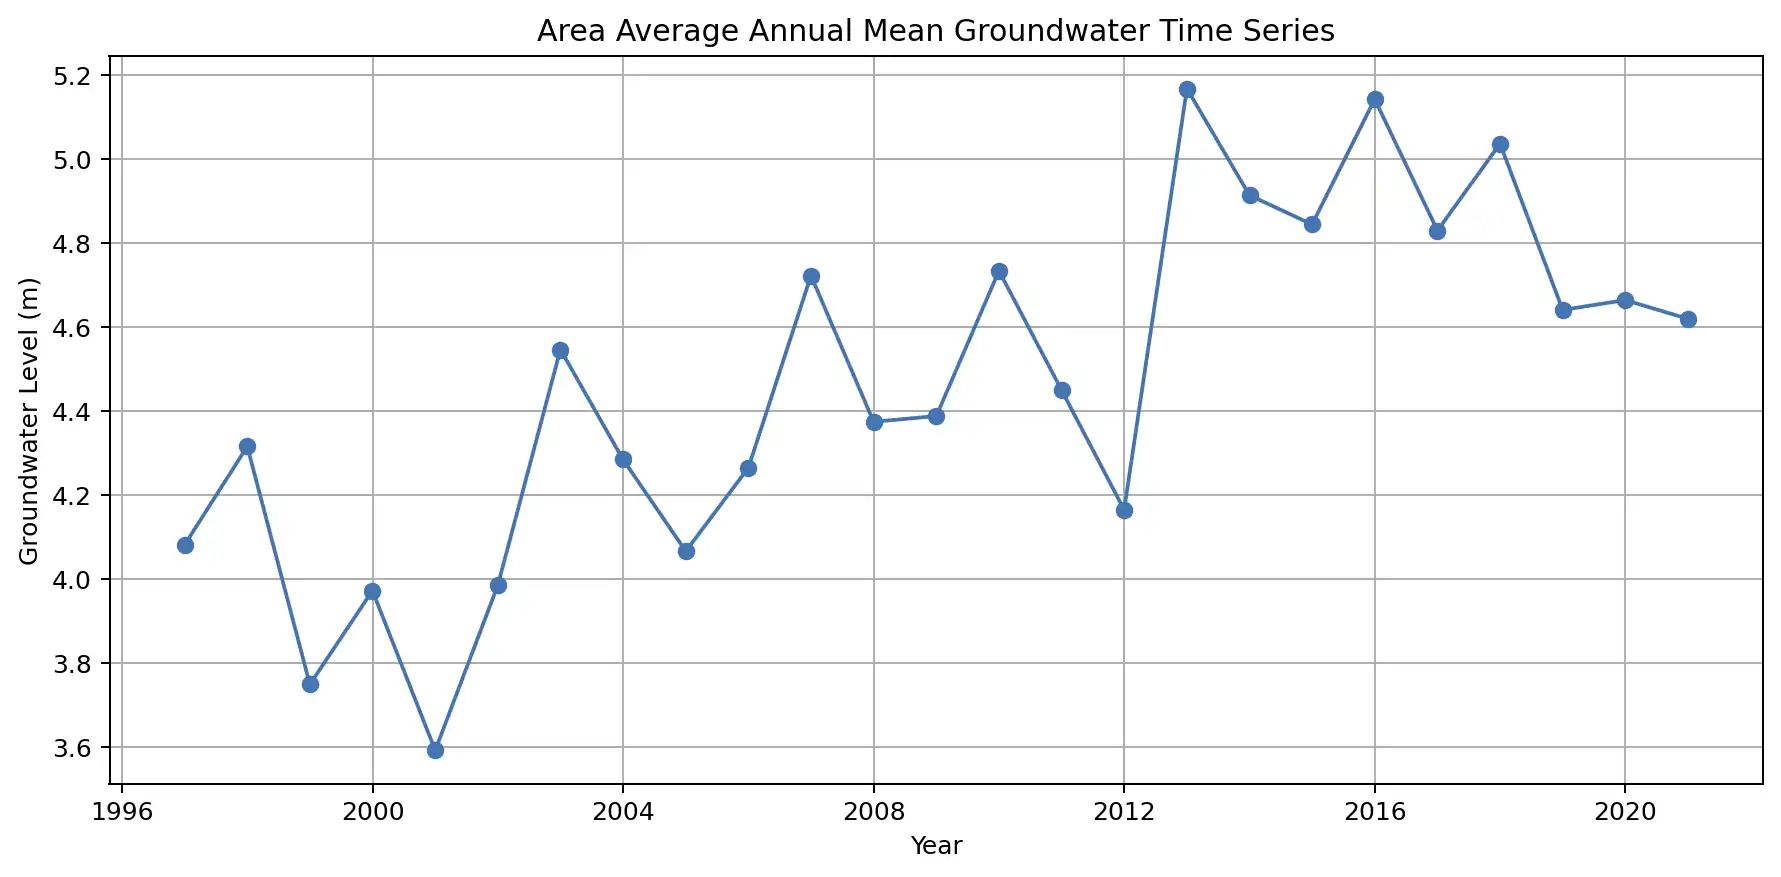 Area Average Annual Mean Groundwater Time Series
Groundwater Level (m)
5.2
5.0
4.8
4.6
4.4
4.2
4.0
3.8
3.6
1996 2000 2004 2008 2012 2016 2020
Year